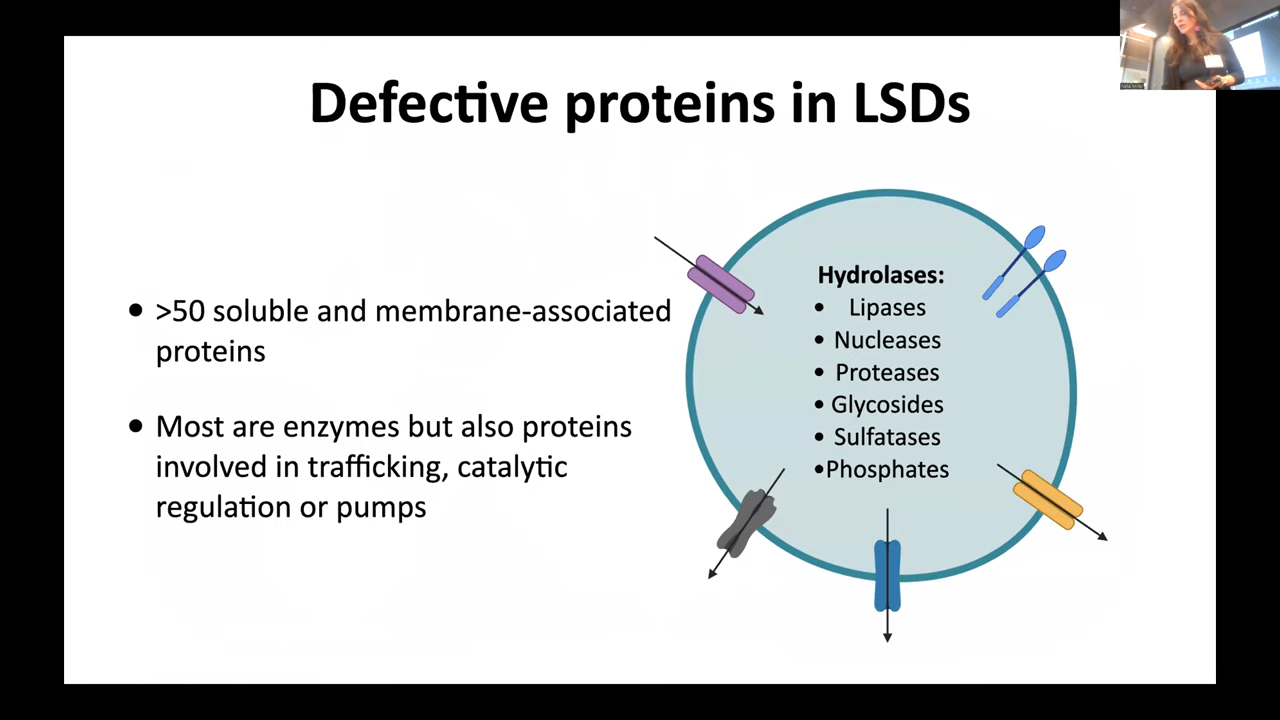 Defective proteins in LSDs
• >50 soluble and membrane-associated
proteins
• Most are enzymes but also proteins
involved in trafficking, catalytic
regulation or pumps
Hydrolases:
• Lipases
• Nucleases
• Proteases
• Glycosides
• Sulfatases
•Phosphates